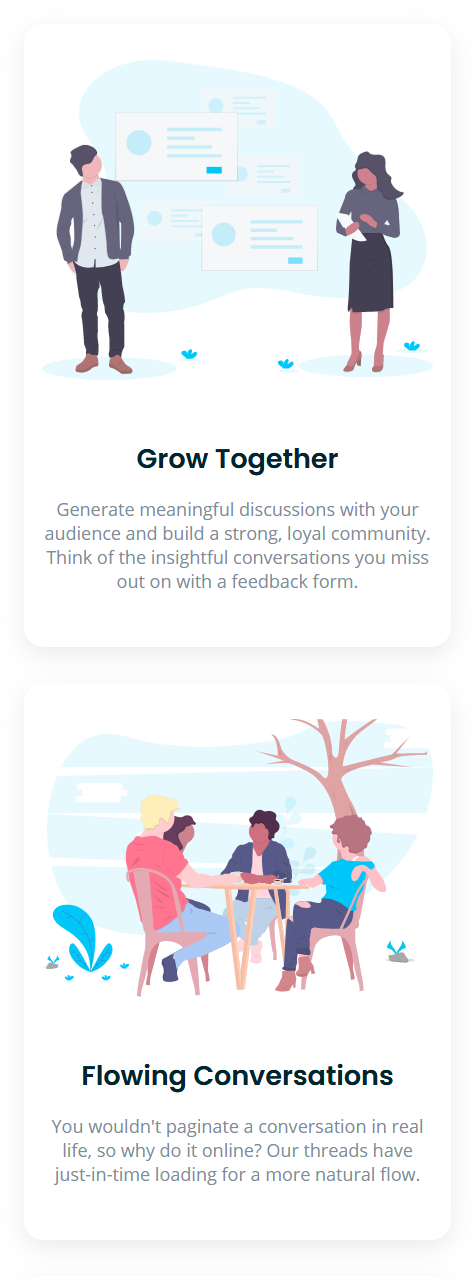 Grow Together
Generate meaningful discussions with your
audience and build a strong, loyal community.
Think of the insightful conversations you miss
out on with a feedback form.
Flowing Conversations
You wouldn't paginate a conversation in real
life, so why do it online? Our threads have
just-in-time loading for a more natural flow.